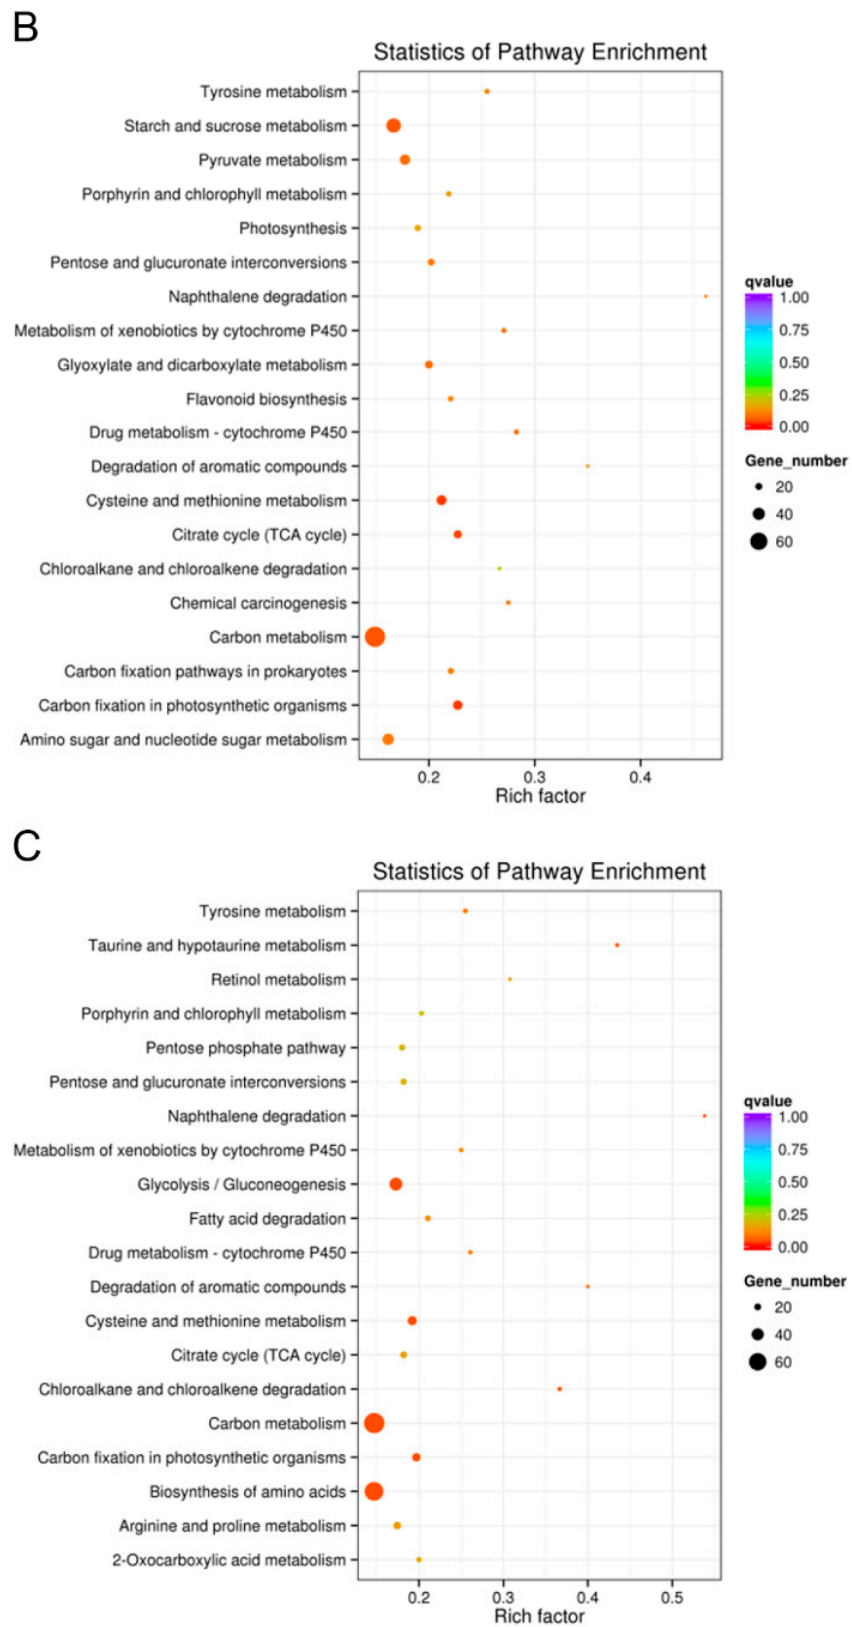 B
Statistics of Pathway Enrichment
Tyrosine metabolism
Starch and sucrose metabolism
Pyruvate metabolism
Porphyrin and chlorophyll metabolism
Photosynthesis
Pentose and glucuronate interconversions
Naphthalene degradation
Metabolism of xenobiotics by cytochrome P450
Glyoxylate and dicarboxylate metabolism
Flavonoid biosynthesis
Drug metabolism - cytochrome P450
Degradation of aromatic compounds
Cysteine and methionine metabolism
Citrate cycle (TCA cycle)
Chloroalkane and chloroalkene degradation
Chemical carcinogenesis
Carbon metabolism
Carbon fixation pathways in prokaryotes
Carbon fixation in photosynthetic organisms
Amino sugar and nucleotide sugar metabolism
0.2 0.3 0.4
Rich factor
qvalue
1.00
0.75
0.50
0.25
0.00
Gene_number
20
40
60
C
Statistics of Pathway Enrichment
Tyrosine metabolism
Taurine and hypotaurine metabolism
Retinol metabolism
Porphyrin and chlorophyll metabolism
Pentose phosphate pathway
Pentose and glucuronate interconversions
Naphthalene degradation
Metabolism of xenobiotics by cytochrome P450
Glycolysis / Gluconeogenesis
Fatty acid degradation
Drug metabolism - cytochrome P450
Degradation of aromatic compounds
Cysteine and methionine metabolism
Citrate cycle (TCA cycle)
Chloroalkane and chloroalkene degradation
Carbon metabolism
Carbon fixation in photosynthetic organisms
Biosynthesis of amino acids
Arginine and proline metabolism
2-Oxocarboxylic acid metabolism
0.2 0.3 0.4 0.5
Rich factor
qvalue
1.00
0.75
0.50
0.25
0.00
Gene_number
20
40
60